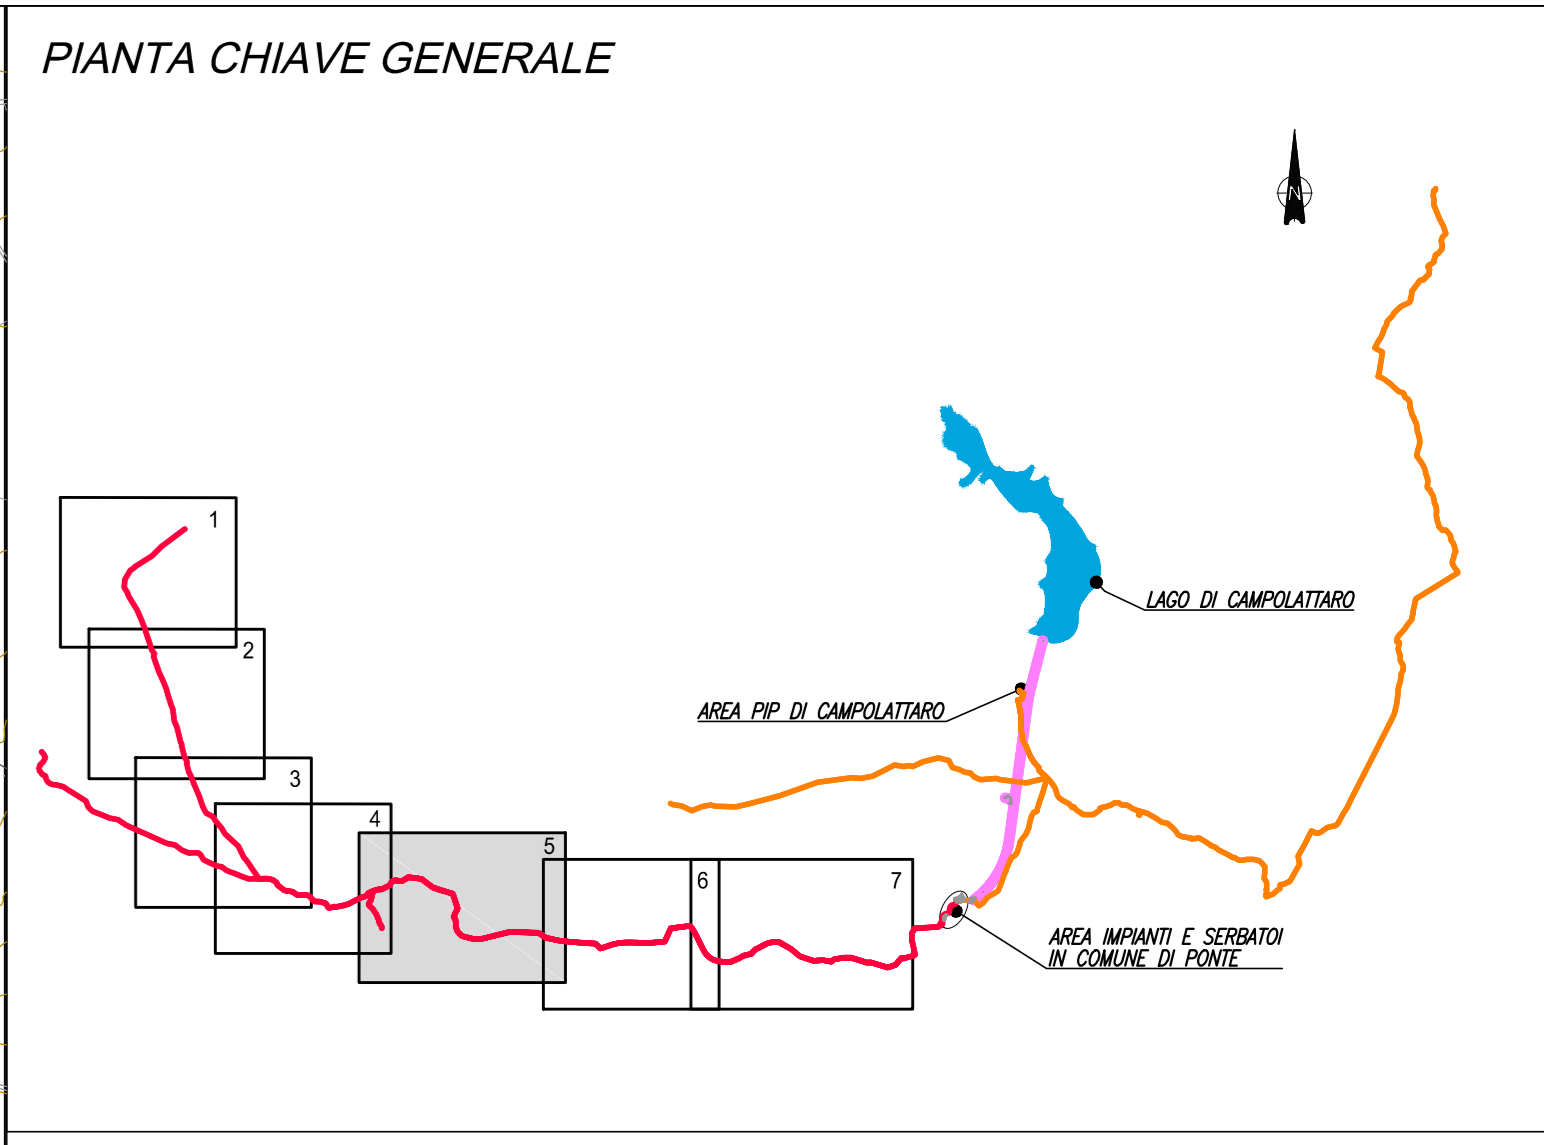 PIANTA CHIAVE GENERALE
N
1
LAGO DI CAMPOLATTARO
2
AREA PIP DI CAMPOLATTARO
3
4
5
6
7
AREA IMPIANTI E SERBATOI
IN COMUNE DI PONTE